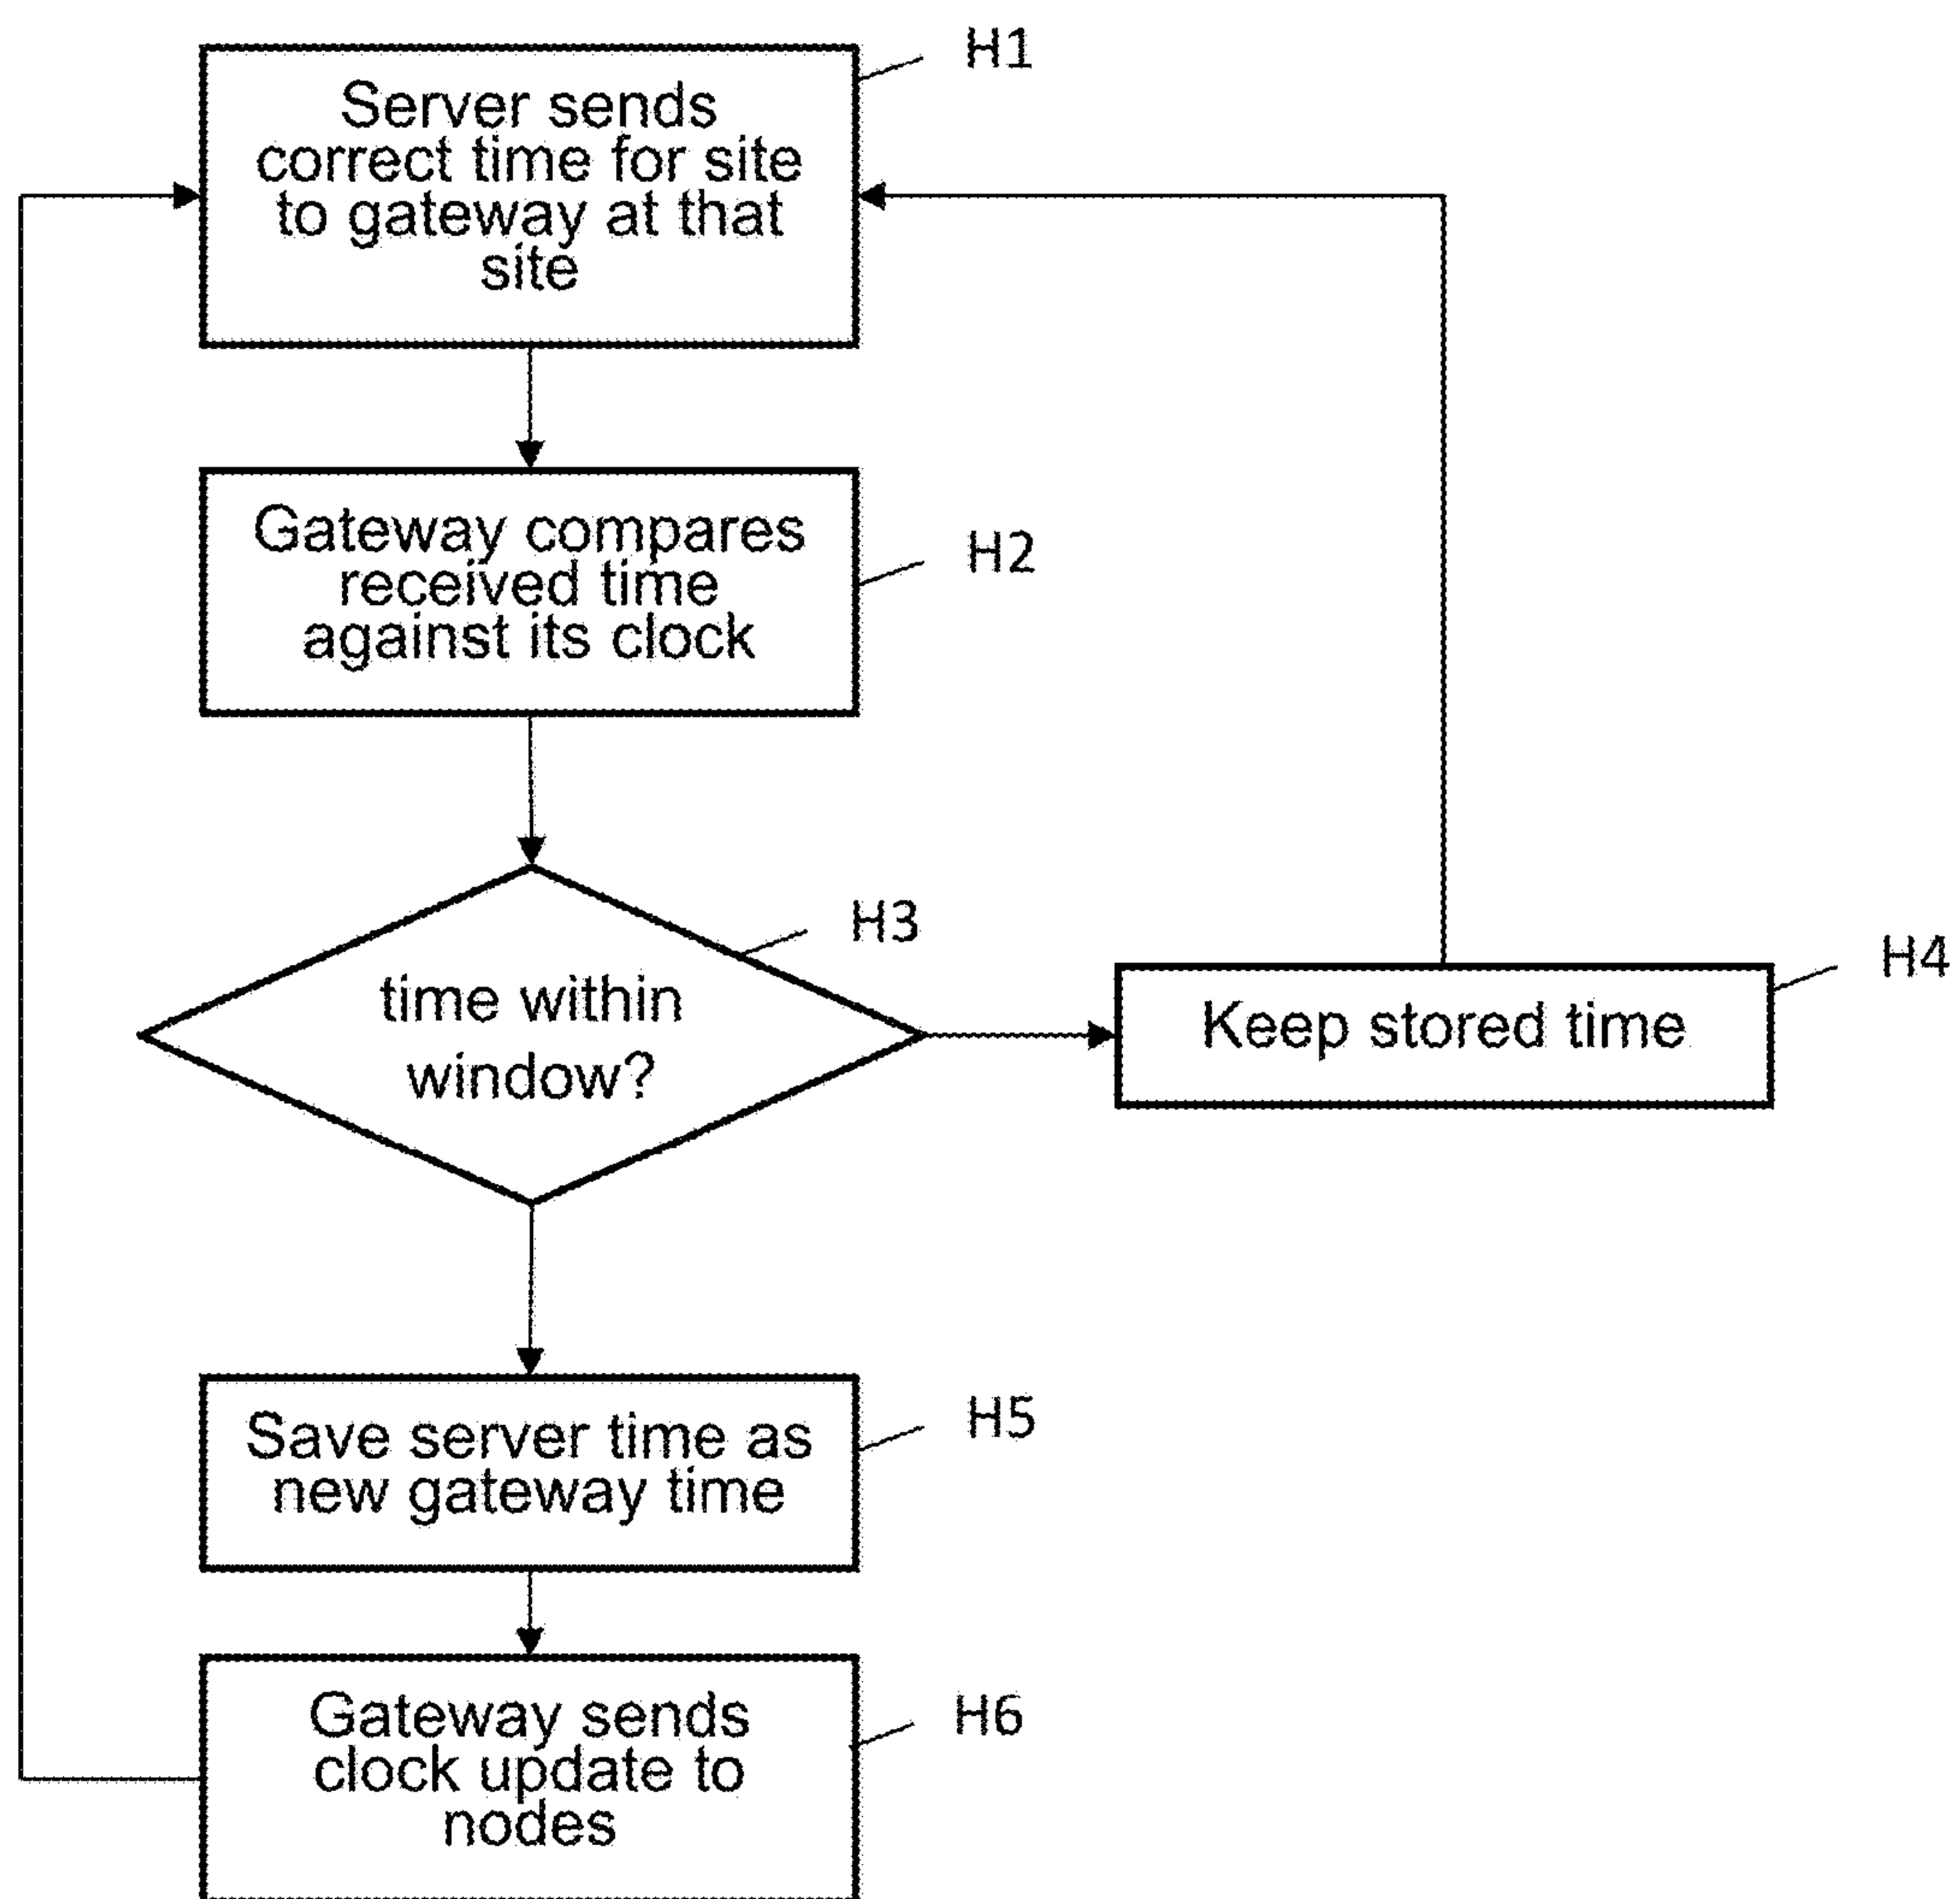 H1
Server sends
correct time for site
to gateway at that
site
H2
Gateway compares
received time
against its clock
H3
time within
window?
H4
Keep stored time
H5
Save server time as
new gateway time
H6
Gateway sends
clock update to
nodes